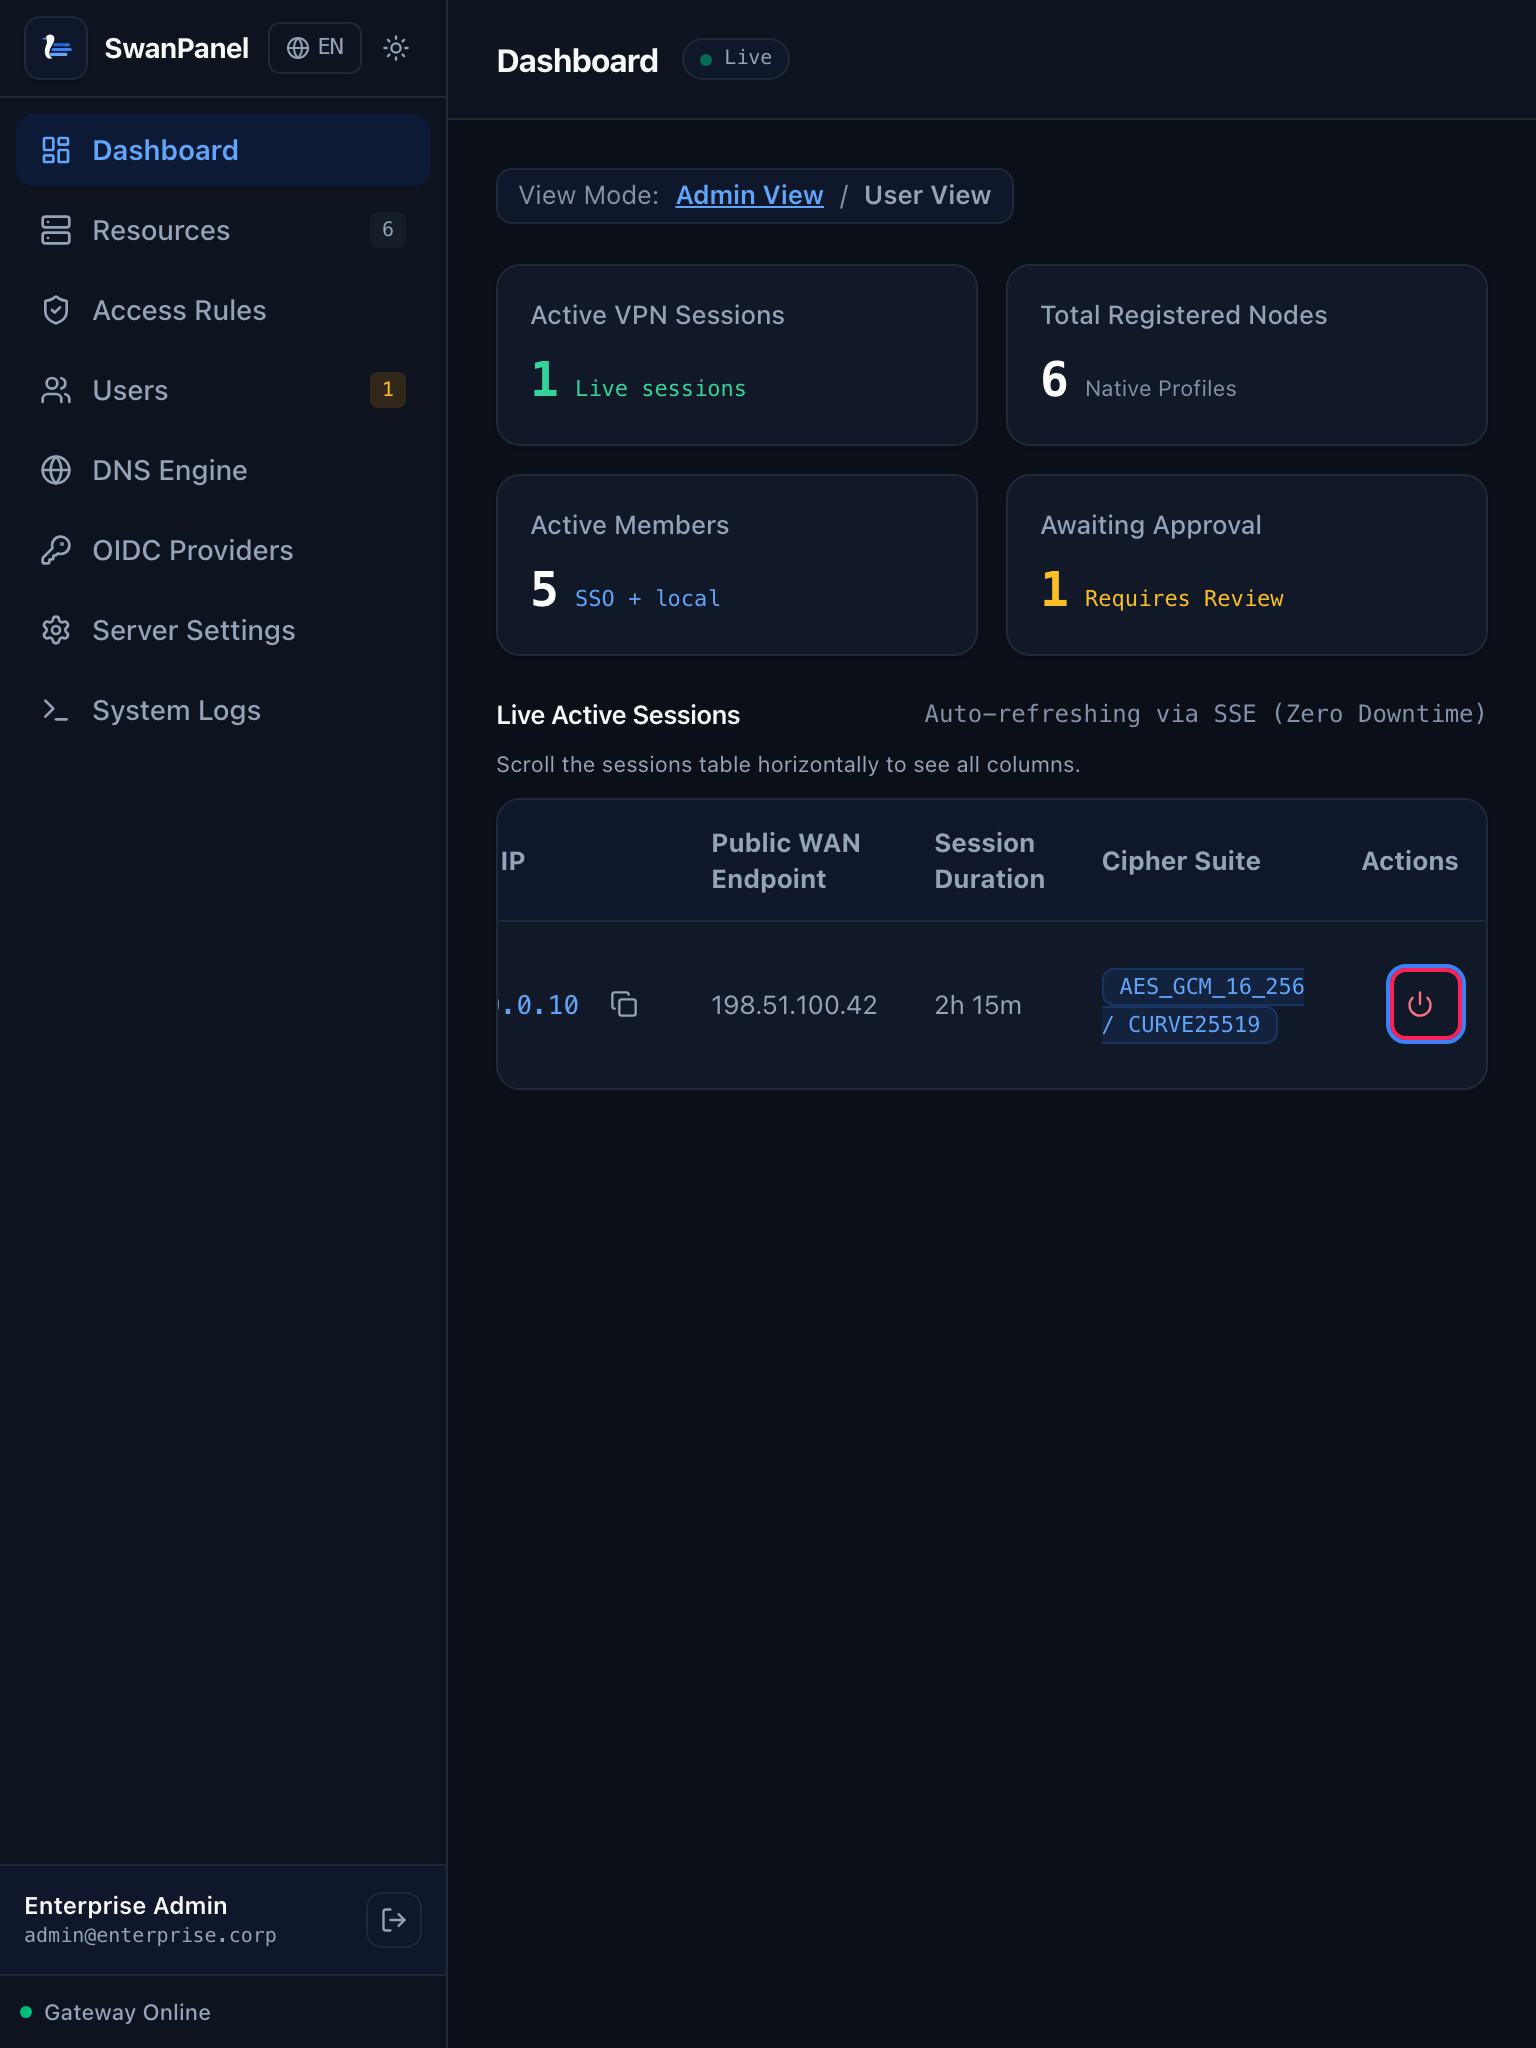 SwanPanel
EN
Dashboard
Live
Dashboard
Resources
6
Access Rules
Users
1
DNS Engine
OIDC Providers
Server Settings
System Logs
View Mode: Admin View / User View
Active VPN Sessions
1 Live sessions
Total Registered Nodes
6 Native Profiles
Active Members
5 SSO + local
Awaiting Approval
1 Requires Review
Live Active Sessions
Auto-refreshing via SSE (Zero Downtime)
Scroll the sessions table horizontally to see all columns.
IP
Public WAN
Endpoint
Session
Duration
Cipher Suite
Actions
.0.10
198.51.100.42
2h 15m
AES_GCM_16_256
/ CURVE25519
Enterprise Admin
admin@enterprise.corp
Gateway Online